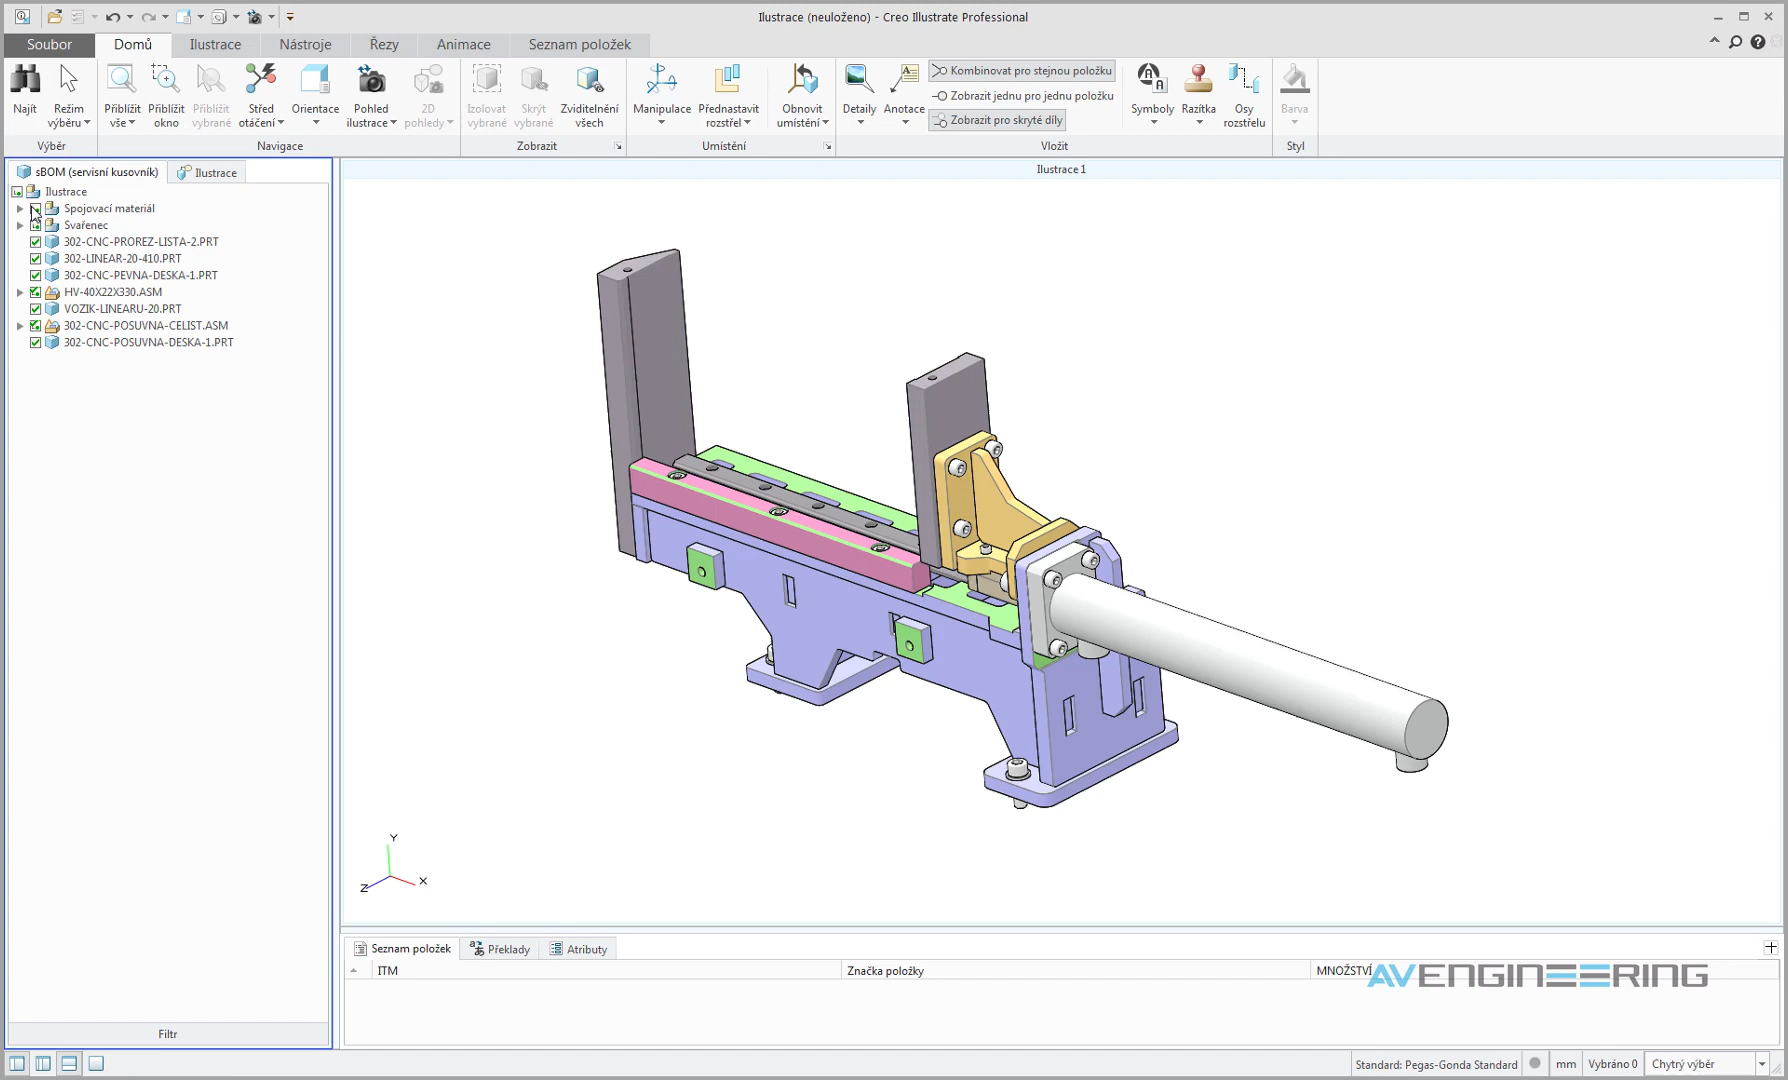 Ilustrace (neuloženo) - Creo Illustrate Professional
Soubor Domů Ilustrace Nástroje Řezy Animace Seznam položek
Najít
Režim výběru
Výběr
Přiblížit vše
Přiblížit okno
Přiblížit vybrané
Střed otáčení
Orientace
Pohled ilustrace
2D pohledy
Navigace
Izolovat vybrané
Skrýt vybrané
Zviditelnění všech
Zobrazit
Manipulace
Přednastavit rozstřel
Obnovit umístění
Umístění
Detaily
Anotace
Kombinovat pro stejnou položku
Zobrazit jednu pro jednu položku
Zobrazit pro skryté díly
Symboly
Razítka
Osy rozstřelu
Vložit
Barva
Styl
sBOM (servisní kusovník) Ilustrace
Ilustrace
Spojovací materiál
Svařenec
302-CNC-PROREZ-LISTA-2.PRT
302-LINEAR-20-410.PRT
302-CNC-PEVNA-DESKA-1.PRT
HV-40X22X330.ASM
VOZIK-LINEARU-20.PRT
302-CNC-POSUVNA-CELIST.ASM
302-CNC-POSUVNA-DESKA-1.PRT
Filtr
Ilustrace 1
Y
Z X
Seznam položek Překlady Atributy
ITM Značka položky MNOŽSTVÍ
AVENGINEERING
Standard: Pegas-Gonda Standard mm Vybráno 0 Chytrý výběr